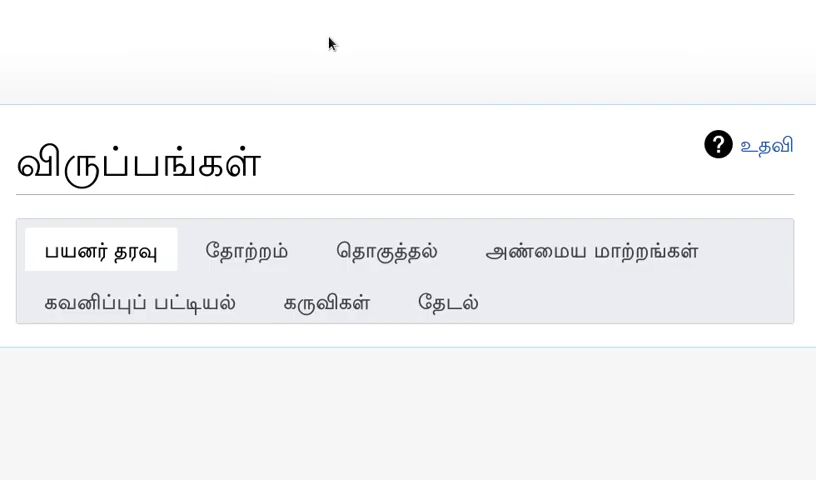 விருப்பங்கள்
? உதவி
பயனர் தரவு தோற்றம் தொகுத்தல் அண்மைய மாற்றங்கள்
கவனிப்புப் பட்டியல் கருவிகள் தேடல்